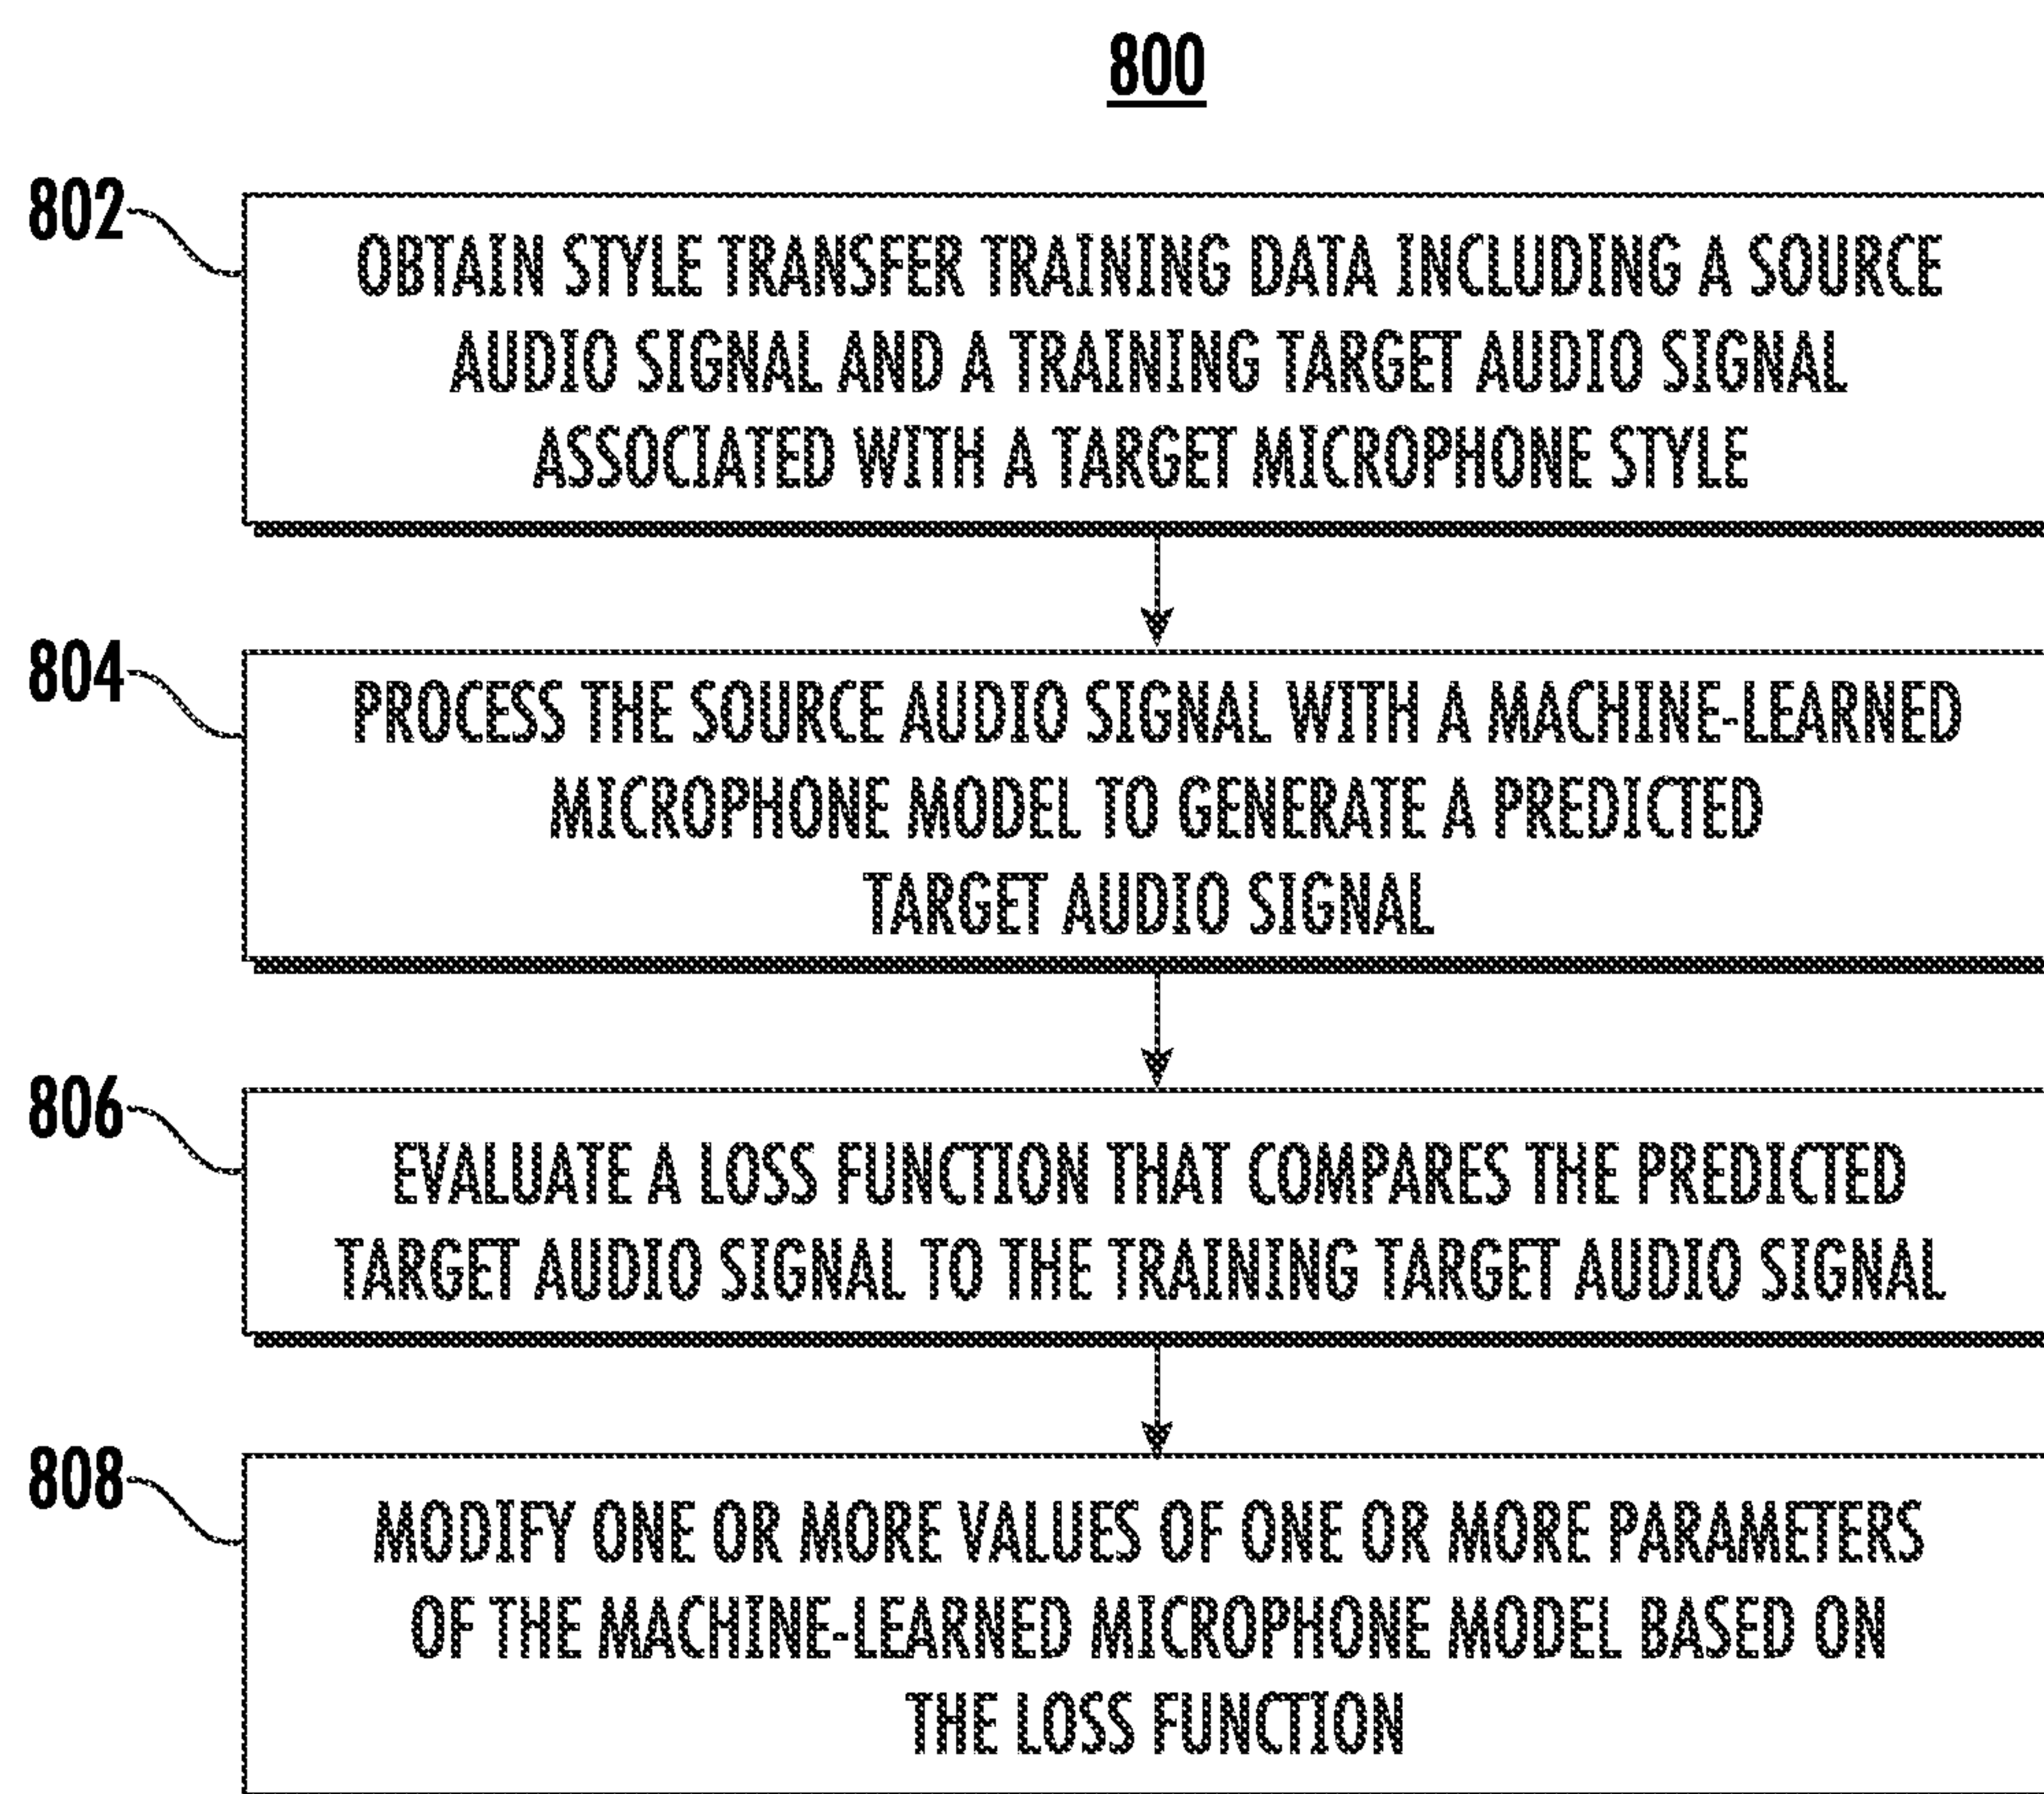 800
802
OBTAIN STYLE TRANSFER TRAINING DATA INCLUDING A SOURCE
AUDIO SIGNAL AND A TRAINING TARGET AUDIO SIGNAL
ASSOCIATED WITH A TARGET MICROPHONE STYLE
804
PROCESS THE SOURCE AUDIO SIGNAL WITH A MACHINE-LEARNED
MICROPHONE MODEL TO GENERATE A PREDICTED
TARGET AUDIO SIGNAL
806
EVALUATE A LOSS FUNCTION THAT COMPARES THE PREDICTED
TARGET AUDIO SIGNAL TO THE TRAINING TARGET AUDIO SIGNAL
808
MODIFY ONE OR MORE VALUES OF ONE OR MORE PARAMETERS
OF THE MACHINE-LEARNED MICROPHONE MODEL BASED ON
THE LOSS FUNCTION